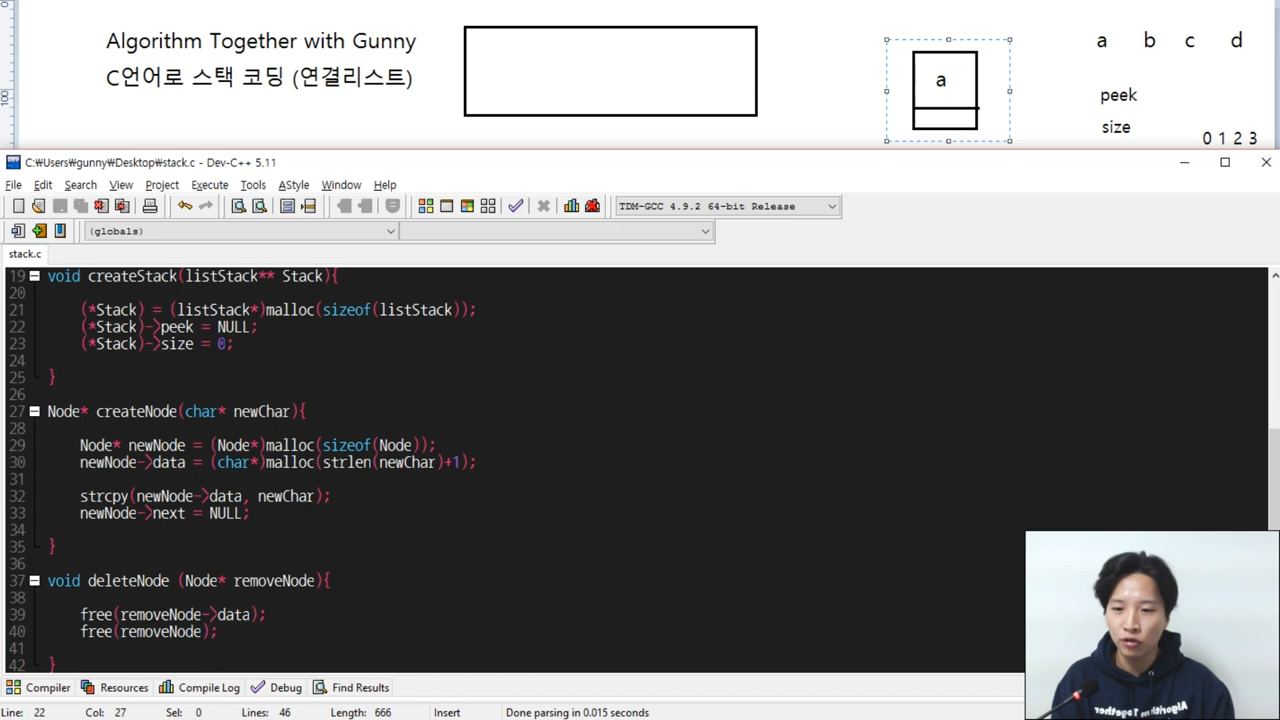 Algorithm Together with Gunny
C언어로 스택 코딩 (연결리스트)
a
a b c d
peek
size
0 1 2 3
100
C:₩Users₩gunny₩Desktop₩stack.c - Dev-C++ 5.11
File Edit Search View Project Execute Tools AStyle Window Help
TDM-GCC 4.9.2 64-bit Release
(globals)
stack.c
19 void createStack(listStack** Stack){
20
21 (*Stack) = (listStack*)malloc(sizeof(listStack));
22 (*Stack)->peek = NULL;
23 (*Stack)->size = 0;
24
25 }
26
27 Node* createNode(char* newChar){
28
29 Node* newNode = (Node*)malloc(sizeof(Node));
30 newNode->data = (char*)malloc(strlen(newChar)+1);
31
32 strcpy(newNode->data, newChar);
33 newNode->next = NULL;
34
35 }
36
37 void deleteNode (Node* removeNode){
38
39 free(removeNode->data);
40 free(removeNode);
41
42 }
Compiler Resources Compile Log Debug Find Results
Line: 22 Col: 27 Sel: 0 Lines: 46 Length: 666 Insert Done parsing in 0.015 seconds